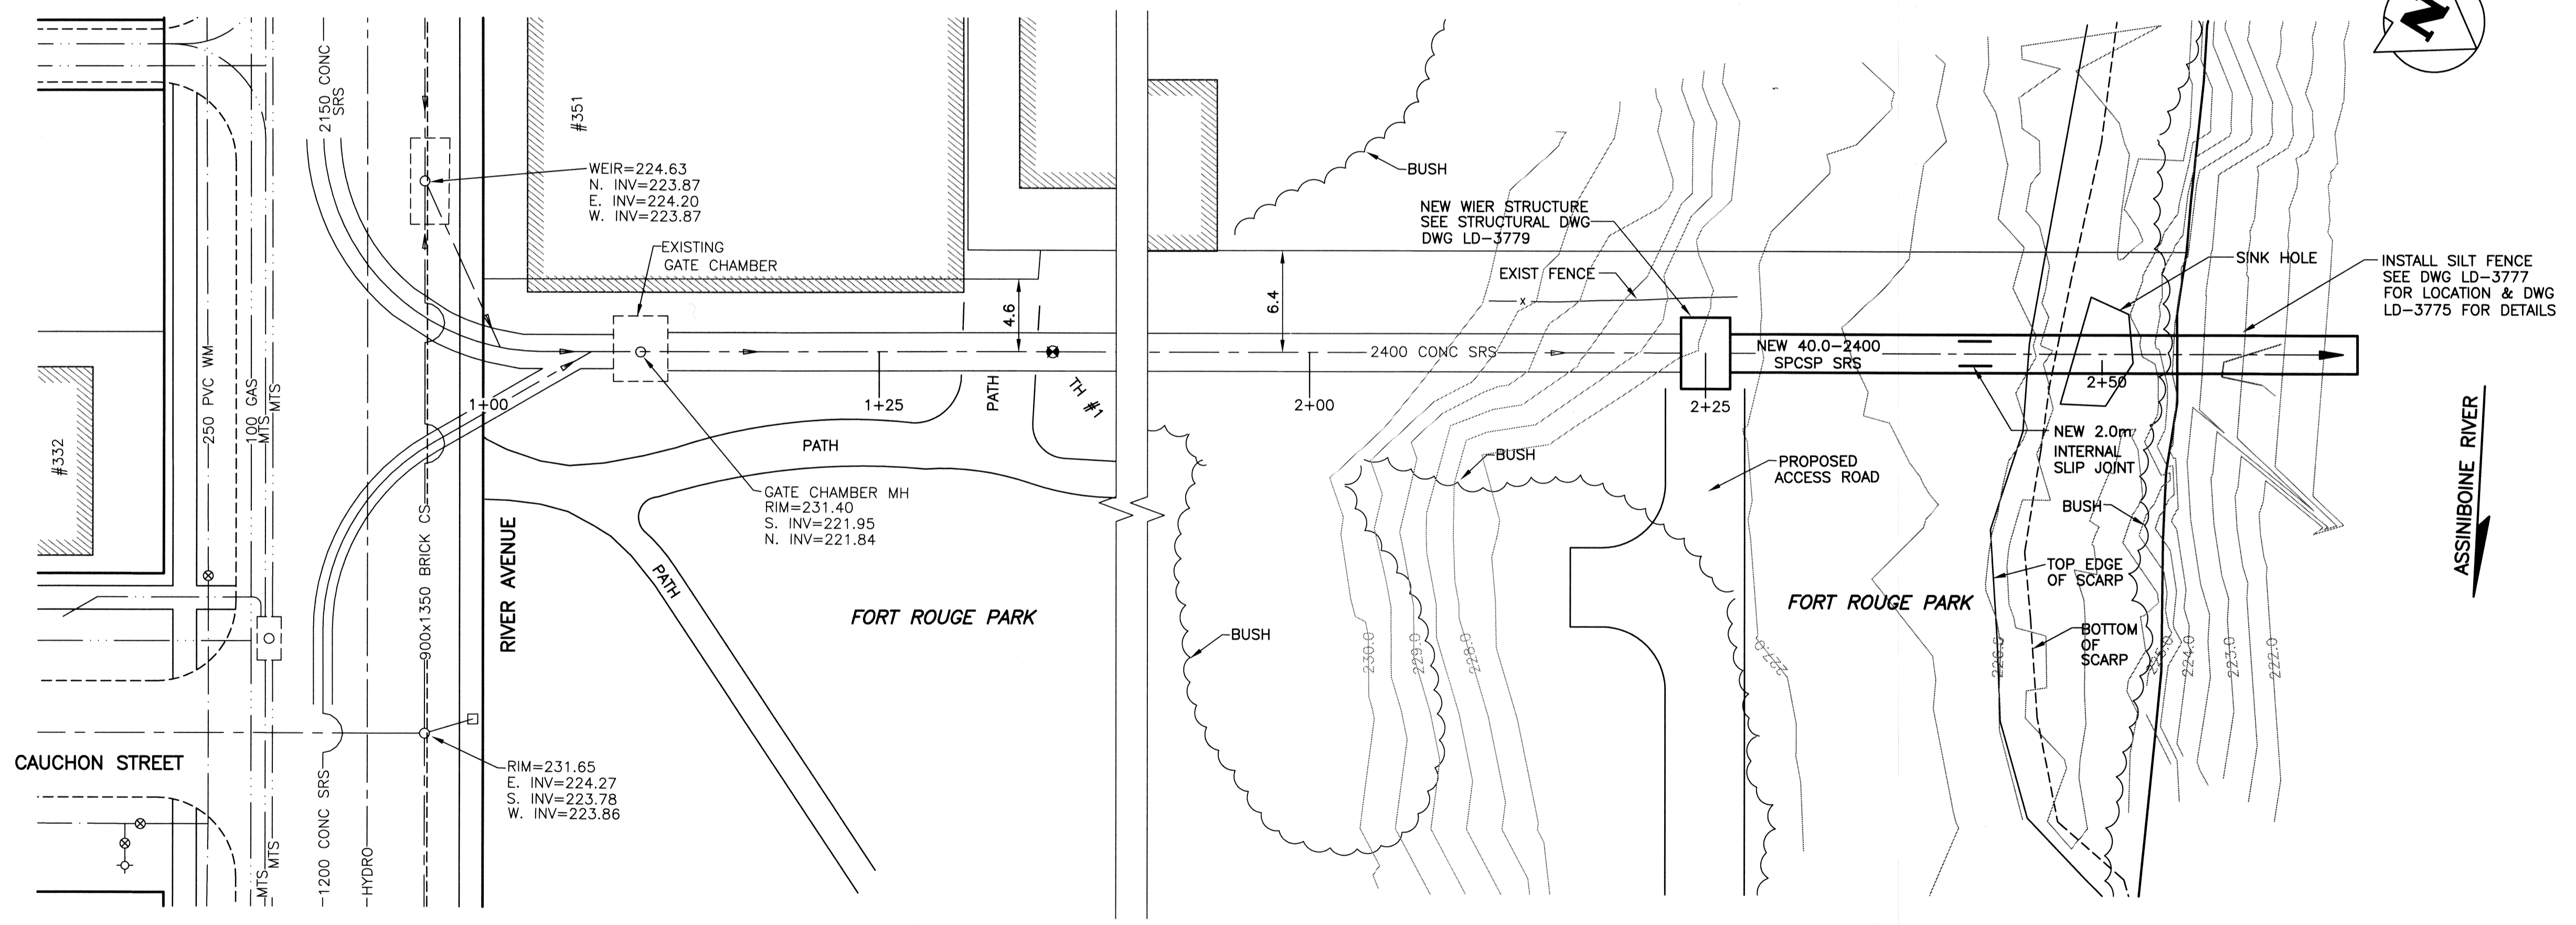 N
2150 CONC
SRS
#351
WEIR=224.63
N. INV=223.87
E. INV=224.20
W. INV=223.87
EXISTING
GATE CHAMBER
BUSH
NEW WIER STRUCTURE
SEE STRUCTURAL DWG
DWG LD-3779
EXIST FENCE
x
SINK HOLE
INSTALL SILT FENCE
SEE DWG LD-3777
FOR LOCATION & DWG
LD-3775 FOR DETAILS
4.6
6.4
2400 CONC SRS
NEW 40.0-2400
SPCSP SRS
250 PVC WM
100 GAS
MTS
MTS
1+00
1+25
PATH
TH #1
2+00
2+25
2+50
#332
900x1350 BRICK CS
RIVER AVENUE
PATH
GATE CHAMBER MH
RIM=231.40
S. INV=221.95
N. INV=221.84
PATH
FORT ROUGE PARK
BUSH
BUSH
PROPOSED
ACCESS ROAD
NEW 2.0m
INTERNAL
SLIP JOINT
BUSH
TOP EDGE
OF SCARP
FORT ROUGE PARK
BOTTOM
OF
SCARP
230.0
229.0
228.0
227.0
224.0
223.0
222.0
ASSINIBOINE RIVER
CAUCHON STREET
RIM=231.65
E. INV=224.27
S. INV=223.78
W. INV=223.86
MTS
MTS
1200 CONC SRS
HYDRO